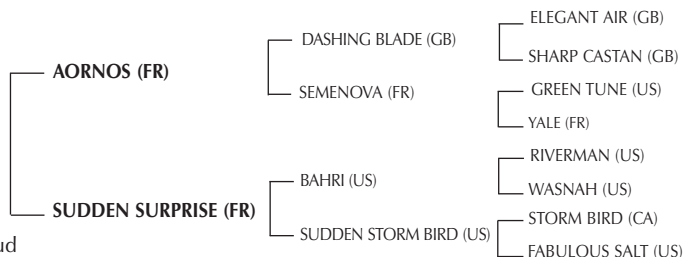 ELEGANT AIR (GB)
DASHING BLADE (GB)
SHARP CASTAN (GB)
AORNOS (FR)
GREEN TUNE (US)
SEMENOVA (FR)
YALE (FR)
RIVERMAN (US)
BAHRI (US)
WASNAH (US)
SUDDEN SURPRISE (FR)
STORM BIRD (CA)
SUDDEN STORM BIRD (US)
ud
FABULOUS SALT (US)